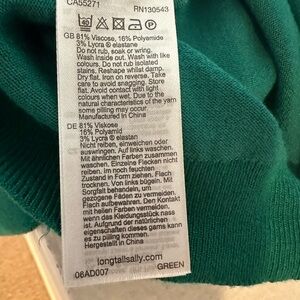 CA55271 RN130543
40
GB 81% Viscose, 16% Polyamide
3% Lycra® elastane
Do not rub, soak or wring.
Wash inside out. Wash with like
colours. Do not rub isolated
stains. Reshape whilst damp.
Dry flat. Iron on reverse. Take
care to avoid snagging. Store
flat. Avoid contact with light
colours when wet. Due to the
natural characteristics of the yarn
some pilling may occur.
Manufactured in China
DE 81% Viskose
16% Polyamid
3% Lycra® Elastan
Nicht reiben, einweichen oder
auswringen. Auf links waschen.
Mit ähnlichen Farben zusammen
waschen. Einzelne Flecken nicht
reiben. Im noch feuchten
Zustand in Form ziehen. Flach
trocknen. Von links bügeln. Mit
Sorgfalt behandeln, um
gezogene Fäden zu vermeiden.
Flach aufbewahren. Den Kontakt
mit hellen Farben vermeiden,
wenn das Kleidungsstück nass
ist. Aufgrund der natürlichen
eigenschaften dieses Garns kann
es etwas pilling
Hergestellt in China
longtallsally.com
06AD007 GREEN